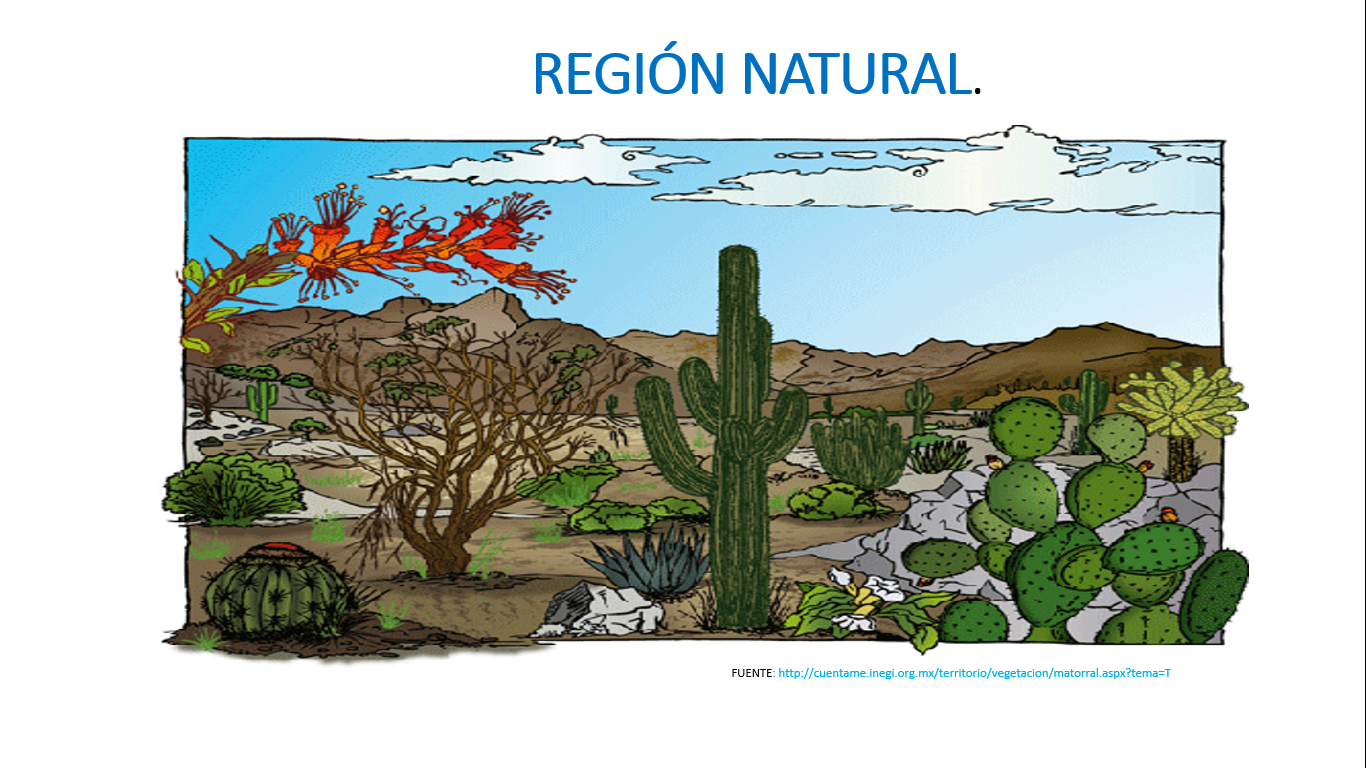 REGIÓN NATURAL.
FUENTE: http://cuentame.inegi.org.mx/territorio/vegetacion/matorral.aspx?tema=T